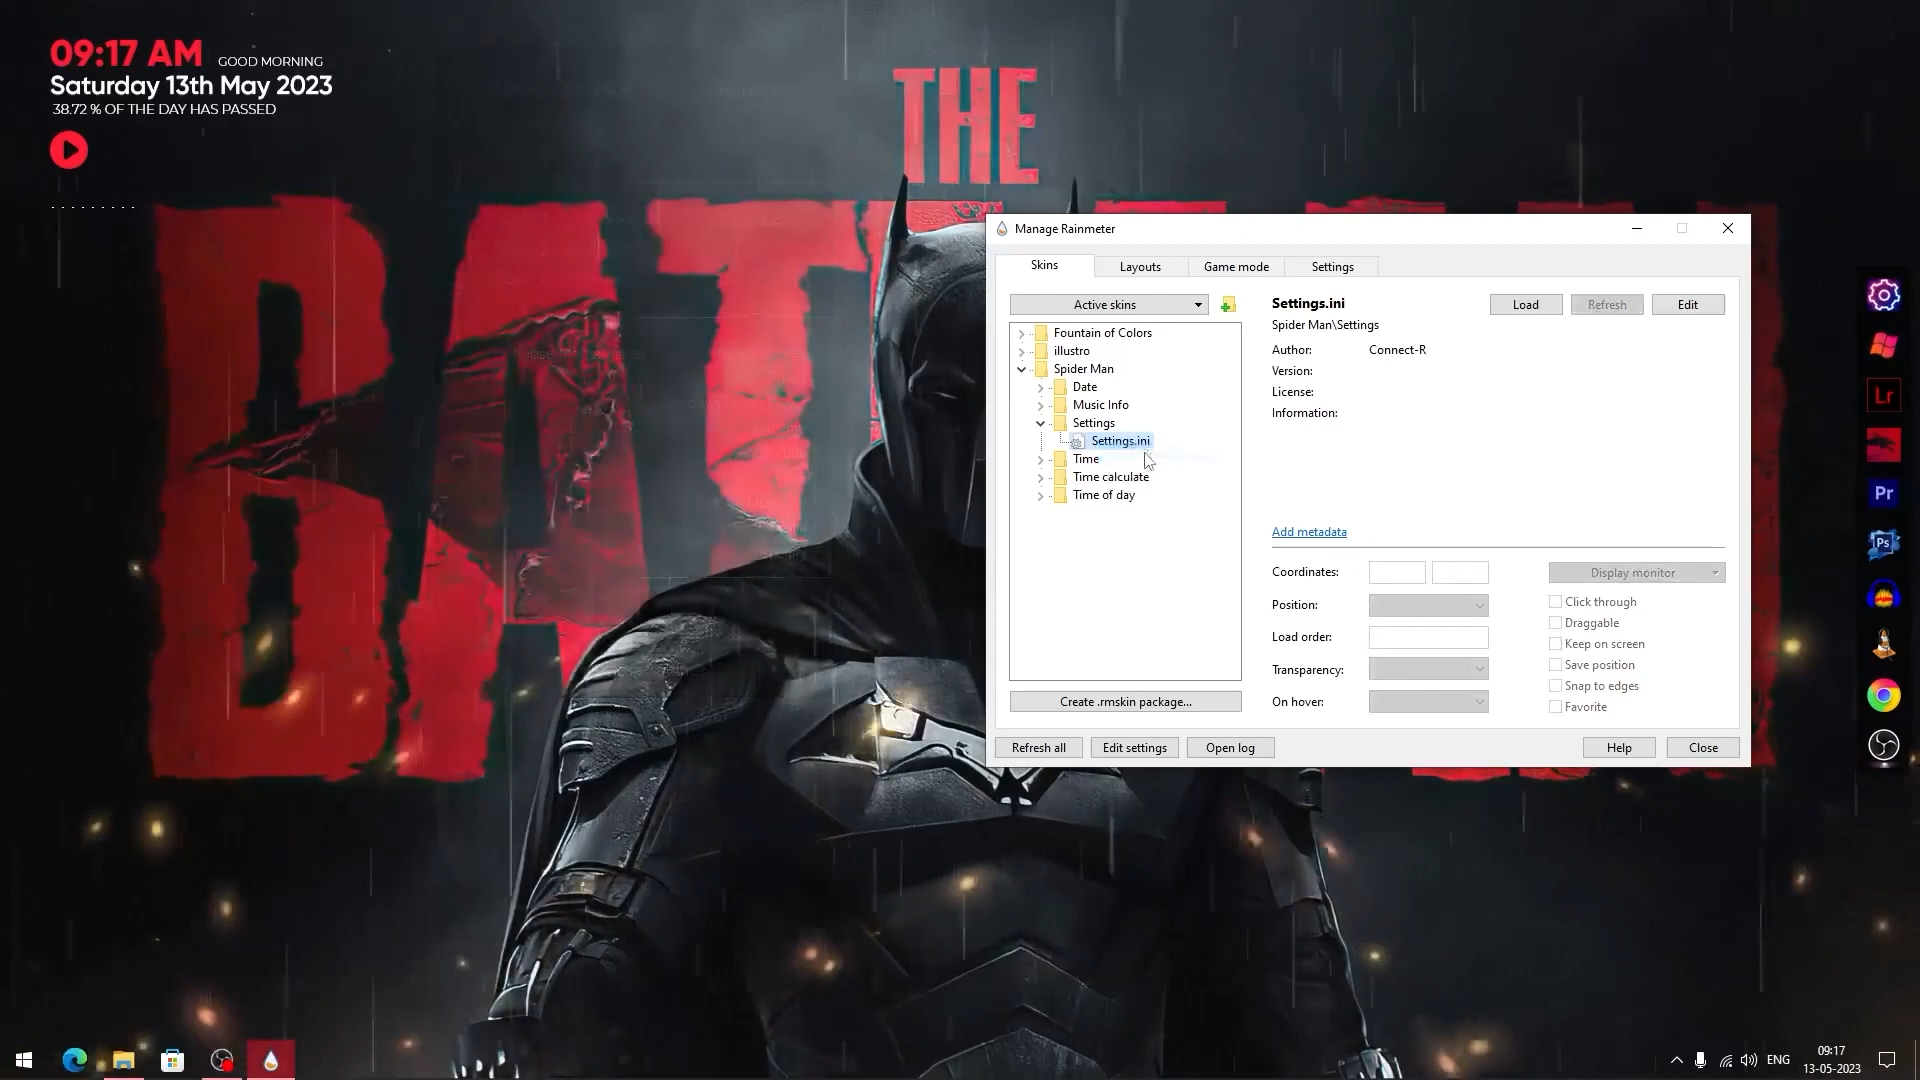 09:17 AM GOOD MORNING
Saturday 13th May 2023
38.72 % OF THE DAY HAS PASSED
THE
Manage Rainmeter
Skins
Layouts
Game mode
Settings
Active skins
Fountain of Colors
illustro
Spider Man
Date
Music Info
Settings
Settings.ini
Time
Time calculate
Time of day
Create .rmskin package...
Settings.ini
Load
Refresh
Edit
Spider Man\Settings
Author: Connect-R
Version:
License:
Information:
Add metadata
Coordinates:
Position:
Load order:
Transparency:
On hover:
Display monitor
Click through
Draggable
Keep on screen
Save position
Snap to edges
Favorite
Refresh all
Edit settings
Open log
Help
Close
Lr
Pr
Ps
ENG
09:17
13-05-2023